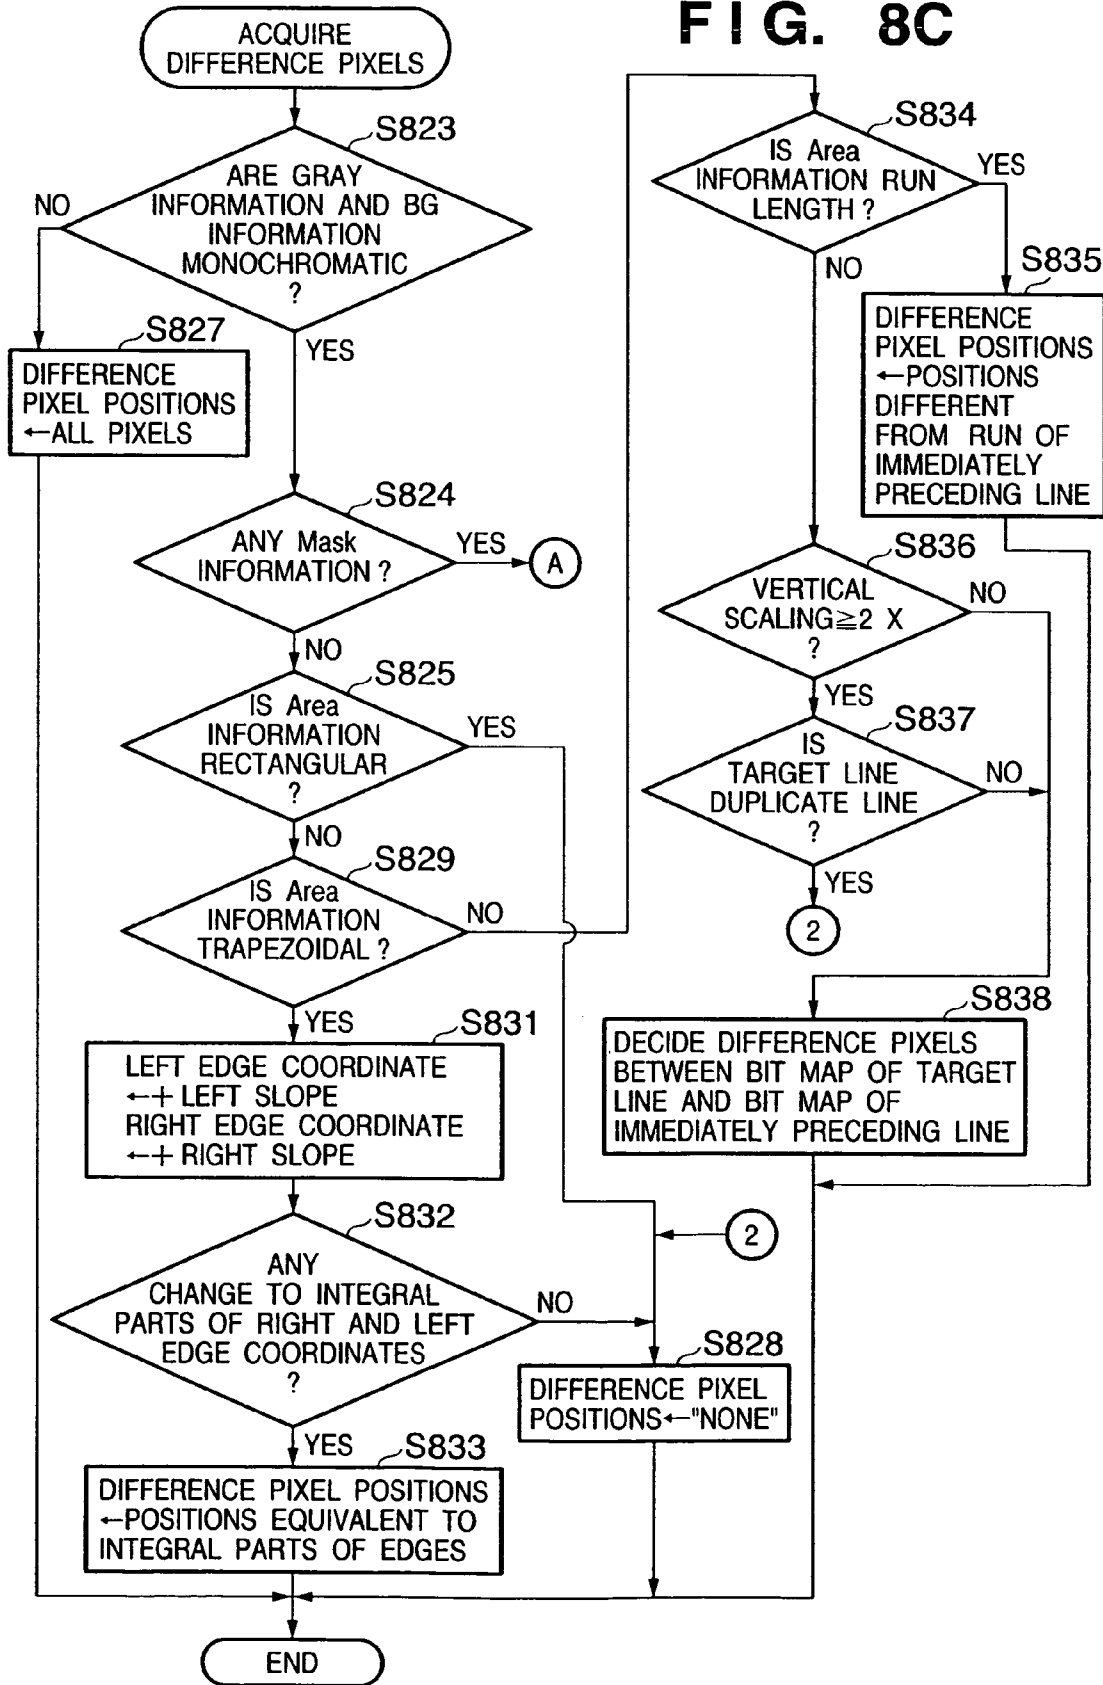 FIG. 8C
ACQUIRE
DIFFERENCE PIXELS
S823
ARE GRAY
INFORMATION AND BG
INFORMATION
MONOCHROMATIC
?
NO
YES
S827
DIFFERENCE
PIXEL POSITIONS
←ALL PIXELS
S824
ANY Mask
INFORMATION ?
YES
A
NO
S825
IS Area
INFORMATION
RECTANGULAR
?
YES
NO
S829
IS Area
INFORMATION
TRAPEZOIDAL ?
NO
YES
S831
LEFT EDGE COORDINATE
←+ LEFT SLOPE
RIGHT EDGE COORDINATE
←+ RIGHT SLOPE
S832
ANY
CHANGE TO INTEGRAL
PARTS OF RIGHT AND LEFT
EDGE COORDINATES
?
NO
YES
S833
DIFFERENCE PIXEL POSITIONS
←POSITIONS EQUIVALENT TO
INTEGRAL PARTS OF EDGES
END
S834
IS Area
INFORMATION RUN
LENGTH ?
YES
NO
S835
DIFFERENCE
PIXEL POSITIONS
←POSITIONS
DIFFERENT
FROM RUN OF
IMMEDIATELY
PRECEDING LINE
S836
VERTICAL
SCALING≧2 X
?
NO
YES
S837
IS
TARGET LINE
DUPLICATE LINE
?
NO
YES
2
S838
DECIDE DIFFERENCE PIXELS
BETWEEN BIT MAP OF TARGET
LINE AND BIT MAP OF
IMMEDIATELY PRECEDING LINE
2
S828
DIFFERENCE PIXEL
POSITIONS←"NONE"